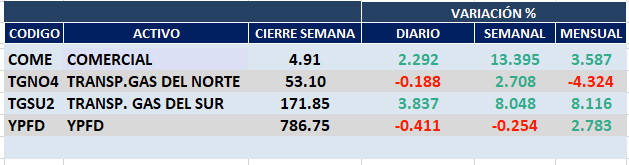 VARIACIÓN %
CODIGO ACTIVO CIERRE SEMANA DIARIO SEMANAL MENSUAL
COME COMERCIAL 4.91 2.292 13.395 3.587
TGNO4 TRANSP.GAS DEL NORTE 53.10 -0.188 2.708 -4.324
TGSU2 TRANSP. GAS DEL SUR 171.85 3.837 8.048 8.116
YPFD YPFD 786.75 -0.411 -0.254 2.783